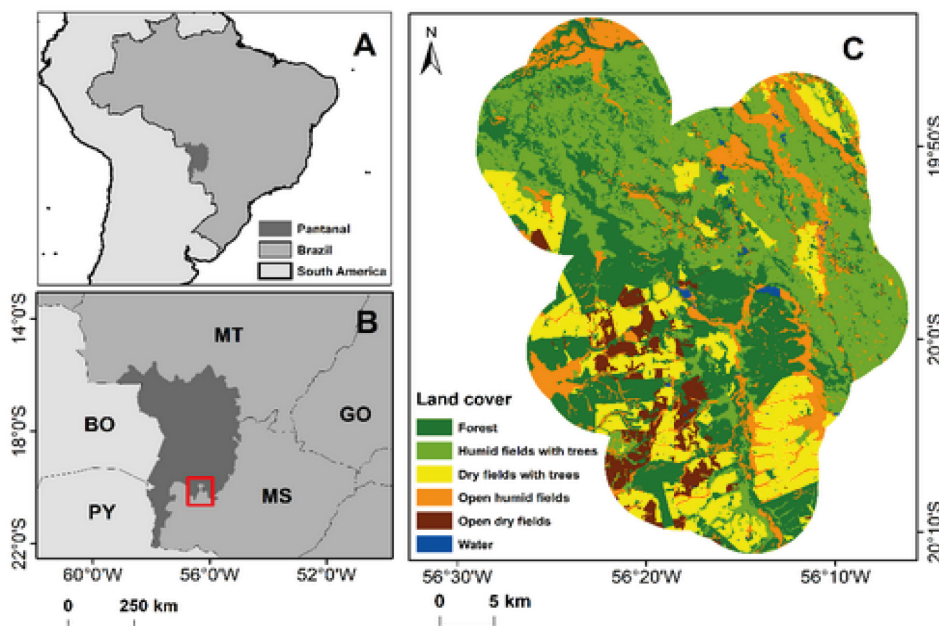 A
Pantanal
Brazil
South America
B
14°0'S
18°0'S
22°0'S
MT
BO
GO
PY
MS
60°0'W
56°0'W
52°0'W
0
250 km
N
C
19°50'S
20°0'S
20°10'S
Land cover
Forest
Humid fields with trees
Dry fields with trees
Open humid fields
Open dry fields
Water
56°30'W
56°20'W
56°10'W
0
5 km